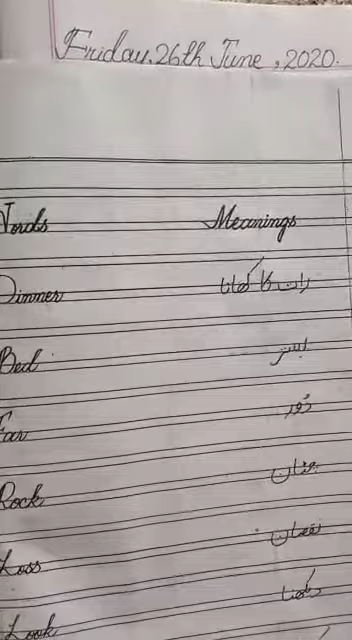 Friday, 26th June, 2020.
Words Meanings
Dinner رات کا کھانا
Bed بستر
Far دُور
Rock چٹان
Loss نقصان
Look دیکھنا